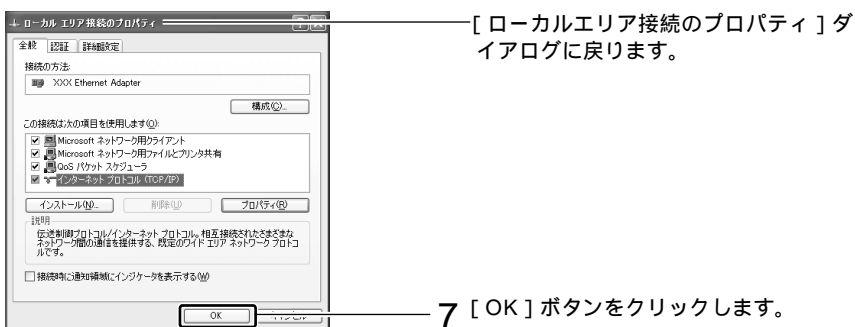 ローカル エリア接続のプロパティ
[ ローカルエリア接続のプロパティ ] ダ
イアログに戻ります。
全般 認証 詳細設定
接続の方法:
XXX Ethernet Adapter
構成(C)...
この接続は次の項目を使用します(O):
Microsoft ネットワーク用クライアント
Microsoft ネットワーク用ファイルとプリンタ共有
QoS パケット スケジューラ
インターネット プロトコル (TCP/IP)
インストール(N)... 削除(U) プロパティ(R)
説明
伝送制御プロトコル/インターネット プロトコル。相互接続されたさまざまな
ネットワーク間の通信を提供する、既定のワイド エリア ネットワーク プロトコ
ルです。
接続時に通知領域にインジケータを表示する(W)
OK キャンセル
7 [ OK ] ボタンをクリックします。